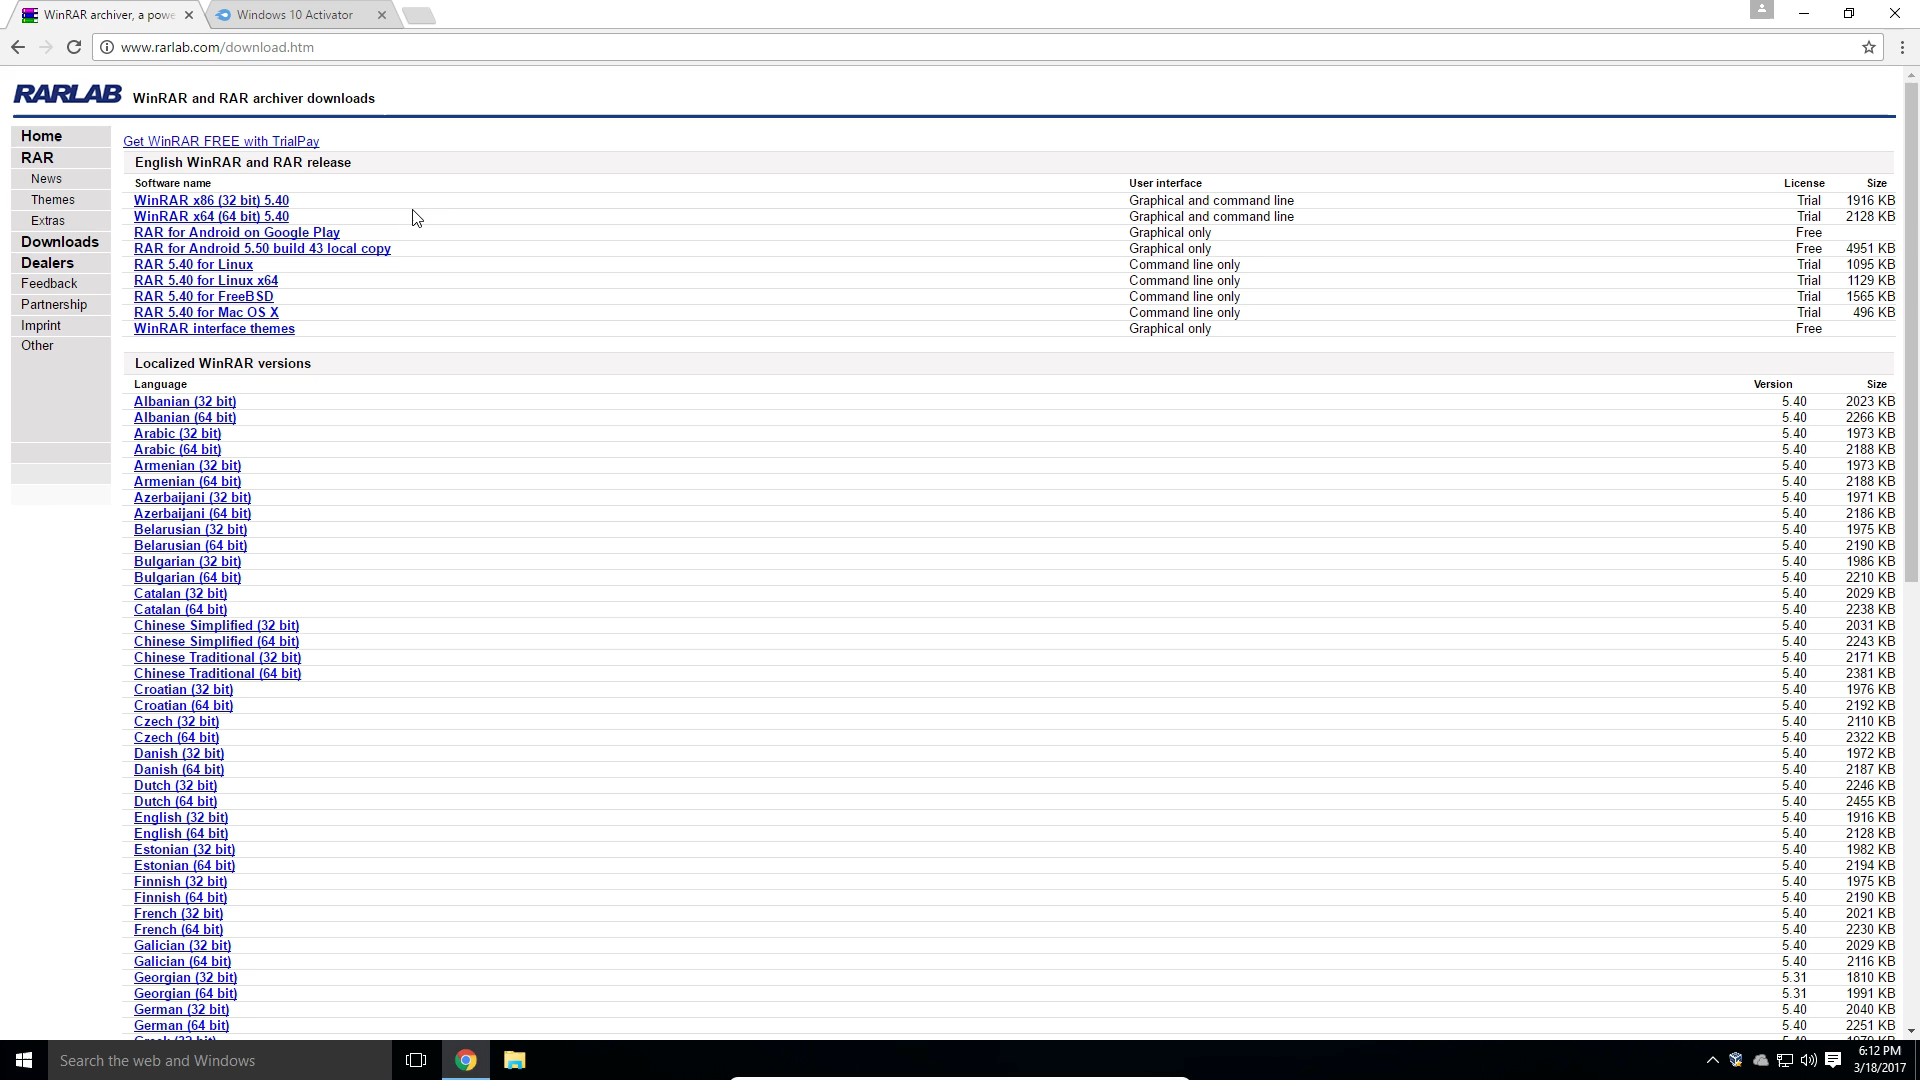 WinRAR archiver, a powe
Windows 10 Activator
www.rarlab.com/download.htm
RARLAB WinRAR and RAR archiver downloads
Home
RAR
News
Themes
Extras
Downloads
Dealers
Feedback
Partnership
Imprint
Other
Get WinRAR FREE with TrialPay
English WinRAR and RAR release
Software name User interface License Size
WinRAR x86 (32 bit) 5.40 Graphical and command line Trial 1916 KB
WinRAR x64 (64 bit) 5.40 Graphical and command line Trial 2128 KB
RAR for Android on Google Play Graphical only Free
RAR for Android 5.50 build 43 local copy Graphical only Free 4951 KB
RAR 5.40 for Linux Command line only Trial 1095 KB
RAR 5.40 for Linux x64 Command line only Trial 1129 KB
RAR 5.40 for FreeBSD Command line only Trial 1565 KB
RAR 5.40 for Mac OS X Command line only Trial 496 KB
WinRAR interface themes Graphical only Free
Localized WinRAR versions
Language Version Size
Albanian (32 bit) 5.40 2023 KB
Albanian (64 bit) 5.40 2266 KB
Arabic (32 bit) 5.40 1973 KB
Arabic (64 bit) 5.40 2188 KB
Armenian (32 bit) 5.40 1973 KB
Armenian (64 bit) 5.40 2188 KB
Azerbaijani (32 bit) 5.40 1971 KB
Azerbaijani (64 bit) 5.40 2186 KB
Belarusian (32 bit) 5.40 1975 KB
Belarusian (64 bit) 5.40 2190 KB
Bulgarian (32 bit) 5.40 1986 KB
Bulgarian (64 bit) 5.40 2210 KB
Catalan (32 bit) 5.40 2029 KB
Catalan (64 bit) 5.40 2238 KB
Chinese Simplified (32 bit) 5.40 2031 KB
Chinese Simplified (64 bit) 5.40 2243 KB
Chinese Traditional (32 bit) 5.40 2171 KB
Chinese Traditional (64 bit) 5.40 2381 KB
Croatian (32 bit) 5.40 1976 KB
Croatian (64 bit) 5.40 2192 KB
Czech (32 bit) 5.40 2110 KB
Czech (64 bit) 5.40 2322 KB
Danish (32 bit) 5.40 1972 KB
Danish (64 bit) 5.40 2187 KB
Dutch (32 bit) 5.40 2246 KB
Dutch (64 bit) 5.40 2455 KB
English (32 bit) 5.40 1916 KB
English (64 bit) 5.40 2128 KB
Estonian (32 bit) 5.40 1982 KB
Estonian (64 bit) 5.40 2194 KB
Finnish (32 bit) 5.40 1975 KB
Finnish (64 bit) 5.40 2190 KB
French (32 bit) 5.40 2021 KB
French (64 bit) 5.40 2230 KB
Galician (32 bit) 5.40 2029 KB
Galician (64 bit) 5.40 2116 KB
Georgian (32 bit) 5.31 1810 KB
Georgian (64 bit) 5.31 1991 KB
German (32 bit) 5.40 2040 KB
German (64 bit) 5.40 2251 KB
Search the web and Windows
6:12 PM
3/18/2017